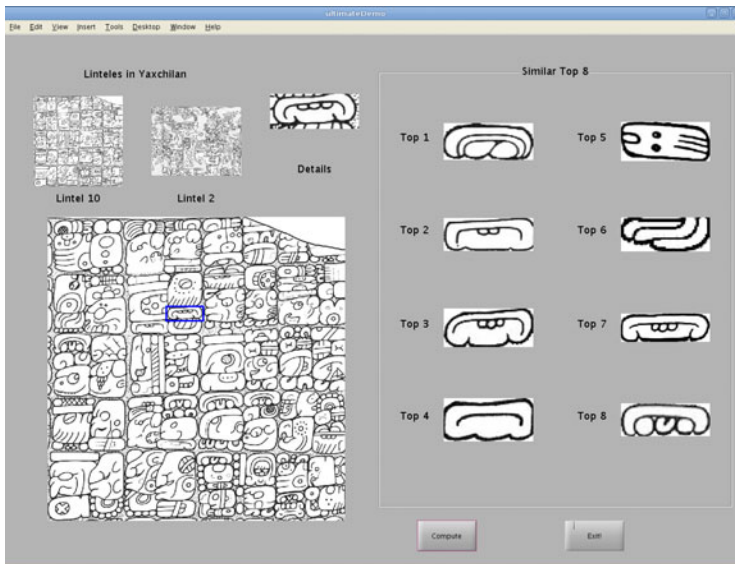 ultimateDemo
File Edit View Insert Tools Desktop Window Help
Linteles in Yaxchilan
Lintel 10
Lintel 2
Details
Similar Top 8
Top 1
Top 2
Top 3
Top 4
Top 5
Top 6
Top 7
Top 8
Compute
Exit!